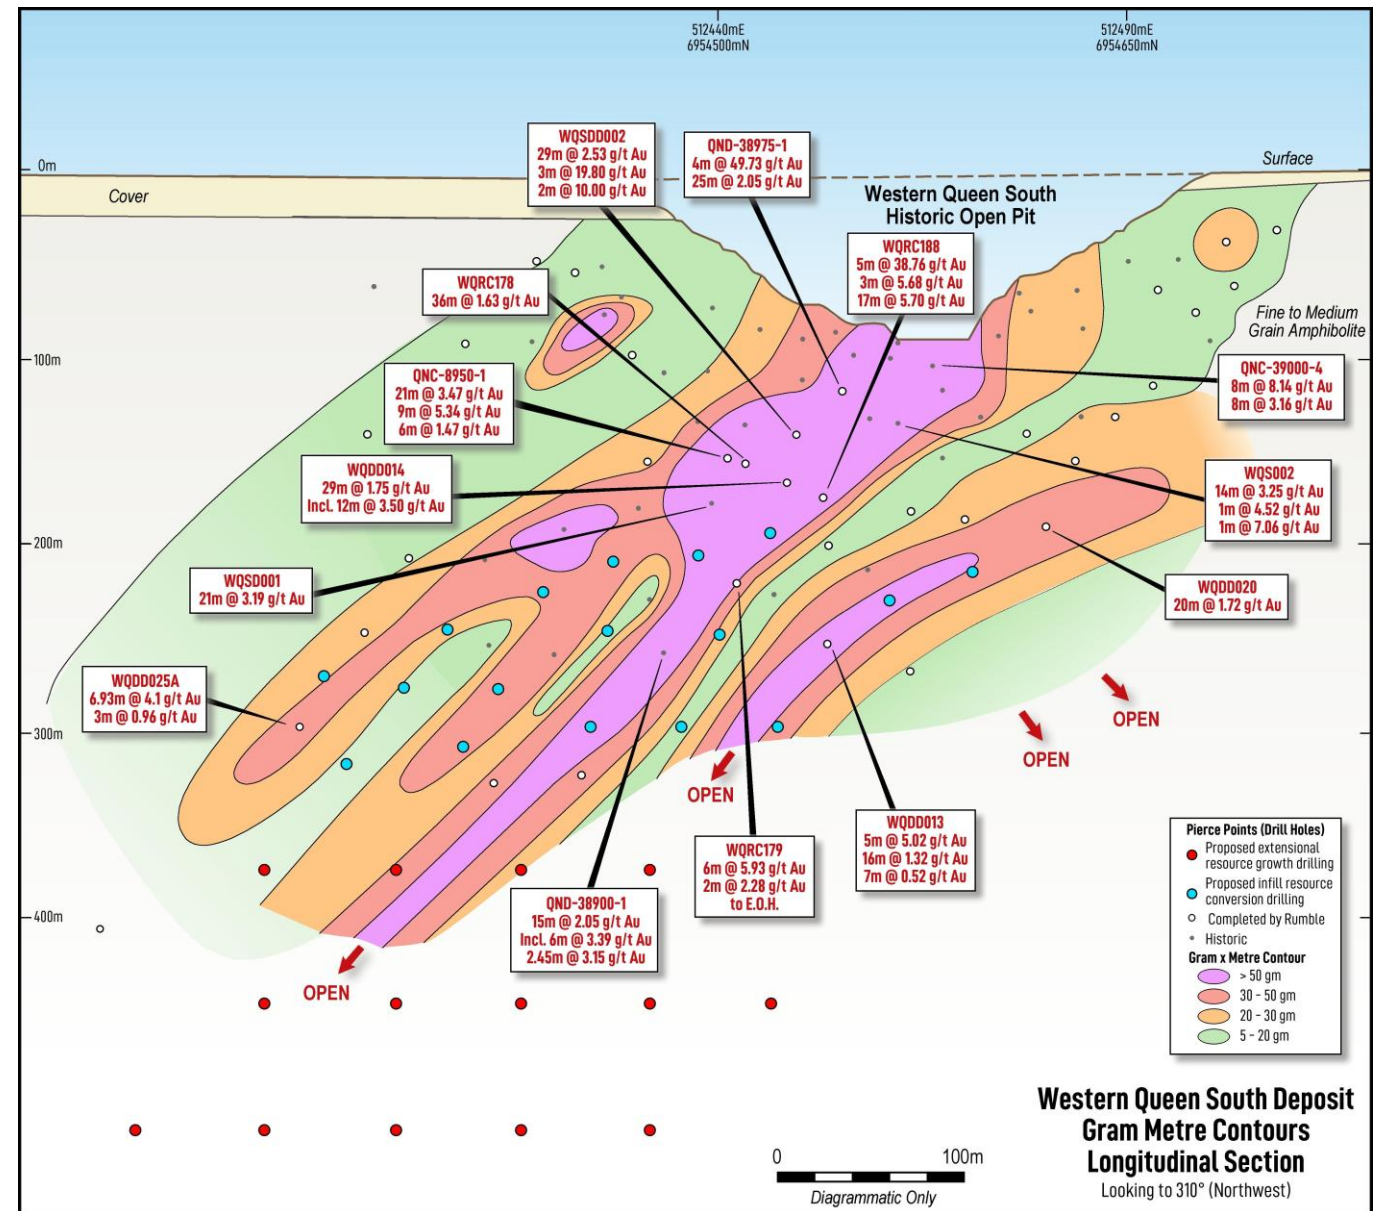 512440mE
6954500mN
512490mE
6954650mN
0m
Surface
Cover
WQSDD002
29m @ 2.53 g/t Au
3m @ 19.80 g/t Au
2m @ 10.00 g/t Au
QND-38975-1
4m @ 49.73 g/t Au
25m @ 2.05 g/t Au
Western Queen South
Historic Open Pit
WQRC188
5m @ 38.76 g/t Au
3m @ 5.68 g/t Au
17m @ 5.70 g/t Au
WQRC178
36m @ 1.63 g/t Au
Fine to Medium
Grain Amphibolite
100m
QNC-8950-1
21m @ 3.47 g/t Au
9m @ 5.34 g/t Au
6m @ 1.47 g/t Au
QNC-39000-4
8m @ 8.14 g/t Au
8m @ 3.16 g/t Au
WQDD014
29m @ 1.75 g/t Au
Incl. 12m @ 3.50 g/t Au
WQS002
14m @ 3.25 g/t Au
1m @ 4.52 g/t Au
1m @ 7.06 g/t Au
200m
WQSD001
21m @ 3.19 g/t Au
WQDD020
20m @ 1.72 g/t Au
WQDD025A
6.93m @ 4.1 g/t Au
3m @ 0.96 g/t Au
300m
OPEN
OPEN
OPEN
WQRC179
6m @ 5.93 g/t Au
2m @ 2.28 g/t Au
to E.O.H.
WQDD013
5m @ 5.02 g/t Au
16m @ 1.32 g/t Au
7m @ 0.52 g/t Au
QND-38900-1
15m @ 2.05 g/t Au
Incl. 6m @ 3.39 g/t Au
2.45m @ 3.15 g/t Au
400m
OPEN
Pierce Points (Drill Holes)
Proposed extensional
resource growth drilling
Proposed infill resource
conversion drilling
Completed by Rumble
Historic
Gram x Metre Contour
> 50 gm
30 - 50 gm
20 - 30 gm
5 - 20 gm
Western Queen South Deposit
Gram Metre Contours
Longitudinal Section
Looking to 310° (Northwest)
0 100m
Diagrammatic Only